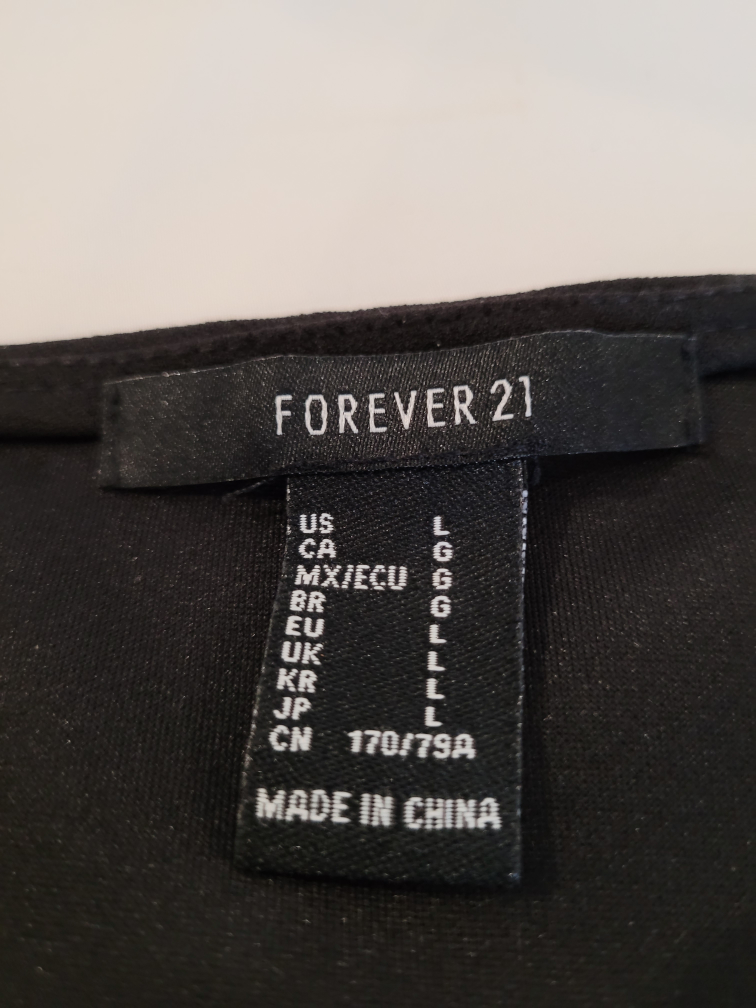 FOREVER 21
US L
CA G
MX/ECU G
BR G
EU L
UK L
KR L
JP L
CN 170/79A
MADE IN CHINA